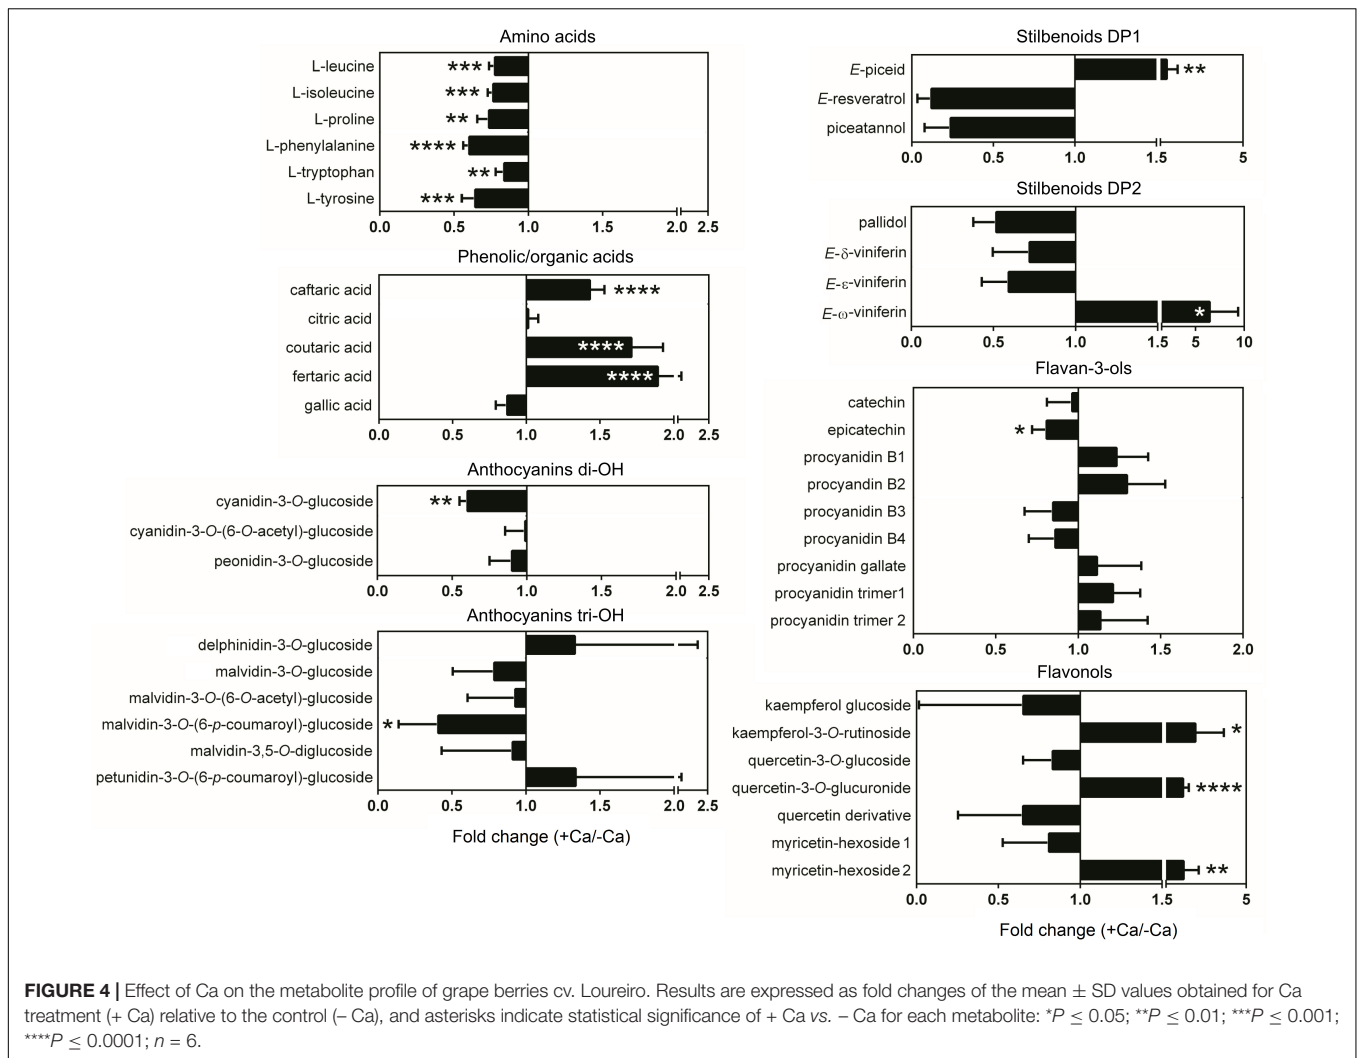 Amino acids
L-leucine ***
L-isoleucine ***
L-proline **
L-phenylalanine ****
L-tryptophan **
L-tyrosine ***
0.0 0.5 1.0 1.5 2.0 2.5
Phenolic/organic acids
caftaric acid ****
citric acid
coutaric acid ****
fertaric acid ****
gallic acid
0.0 0.5 1.0 1.5 2.0 2.5
Anthocyanins di-OH
cyanidin-3-O-glucoside **
cyanidin-3-O-(6-O-acetyl)-glucoside
peonidin-3-O-glucoside
0.0 0.5 1.0 1.5 2.0 2.5
Anthocyanins tri-OH
delphinidin-3-O-glucoside
malvidin-3-O-glucoside
malvidin-3-O-(6-O-acetyl)-glucoside
malvidin-3-O-(6-p-coumaroyl)-glucoside *
malvidin-3,5-O-diglucoside
petunidin-3-O-(6-p-coumaroyl)-glucoside
0.0 0.5 1.0 1.5 2.0 2.5
Fold change (+Ca/-Ca)
Stilbenoids DP1
E-piceid **
E-resveratrol
piceatannol
0.0 0.5 1.0 1.5 5
Stilbenoids DP2
pallidol
E-δ-viniferin
E-ε-viniferin
E-ω-viniferin *
0.0 0.5 1.0 1.5 5 10
Flavan-3-ols
catechin
epicatechin *
procyanidin B1
procyandin B2
procyanidin B3
procyanidin B4
procyanidin gallate
procyanidin trimer1
procyanidin trimer 2
0.0 0.5 1.0 1.5 2.0
Flavonols
kaempferol glucoside
kaempferol-3-O-rutinoside *
quercetin-3-O-glucoside
quercetin-3-O-glucuronide ****
quercetin derivative
myricetin-hexoside 1
myricetin-hexoside 2 **
0.0 0.5 1.0 1.5 5
Fold change (+Ca/-Ca)
FIGURE 4 | Effect of Ca on the metabolite profile of grape berries cv. Loureiro. Results are expressed as fold changes of the mean ± SD values obtained for Ca
treatment (+ Ca) relative to the control (– Ca), and asterisks indicate statistical significance of + Ca vs. – Ca for each metabolite: *P ≤ 0.05; **P ≤ 0.01; ***P ≤ 0.001;
****P ≤ 0.0001; n = 6.